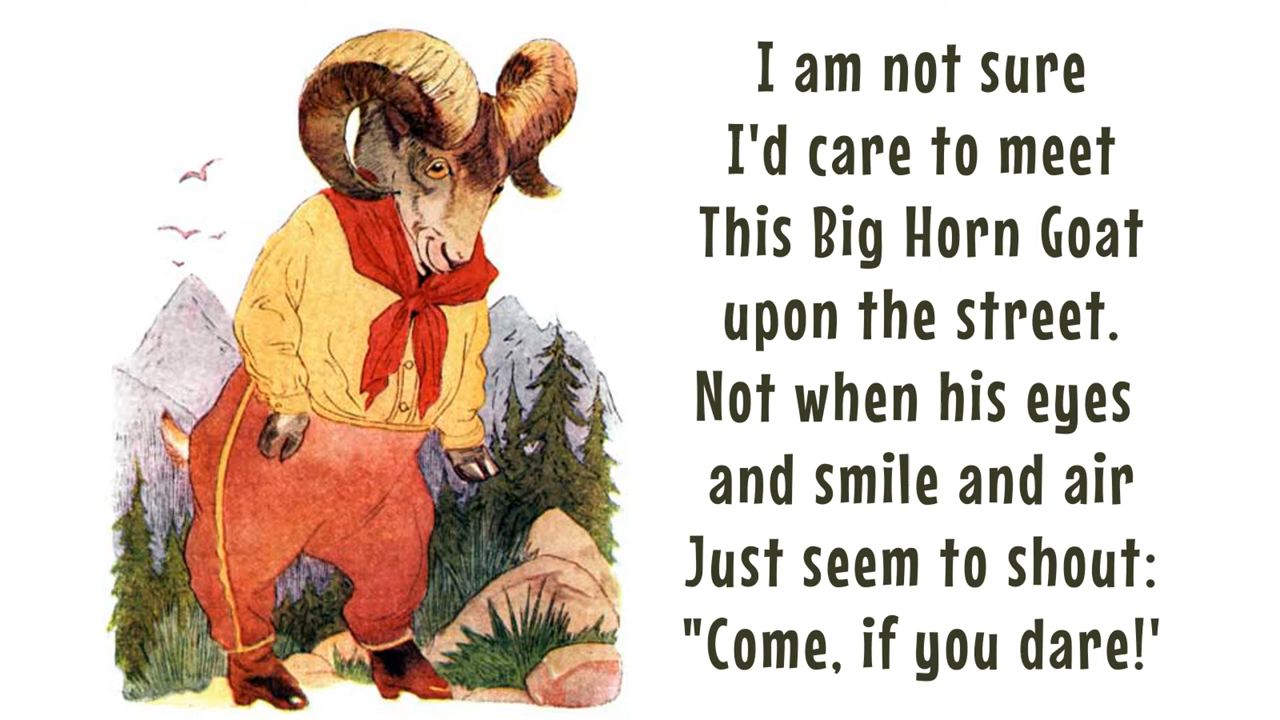 I am not sure
I'd care to meet
This Big Horn Goat
upon the street.
Not when his eyes
and smile and air
Just seem to shout:
"Come, if you dare!'